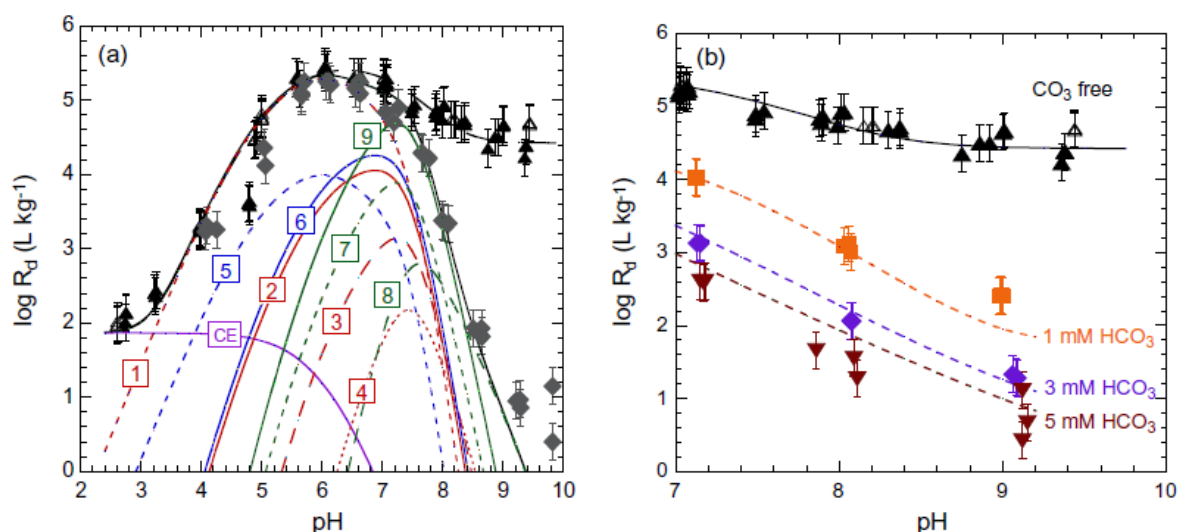 (a)
log R_d (L kg⁻¹)
6
5
4
3
2
1
0
9
6
7
5
2
3
8
CE
1
4
2 3 4 5 6 7 8 9 10
pH
(b)
log R_d (L kg⁻¹)
6
5
4
3
2
1
0
CO₃ free
1 mM HCO₃
3 mM HCO₃
5 mM HCO₃
7 8 9 10
pH